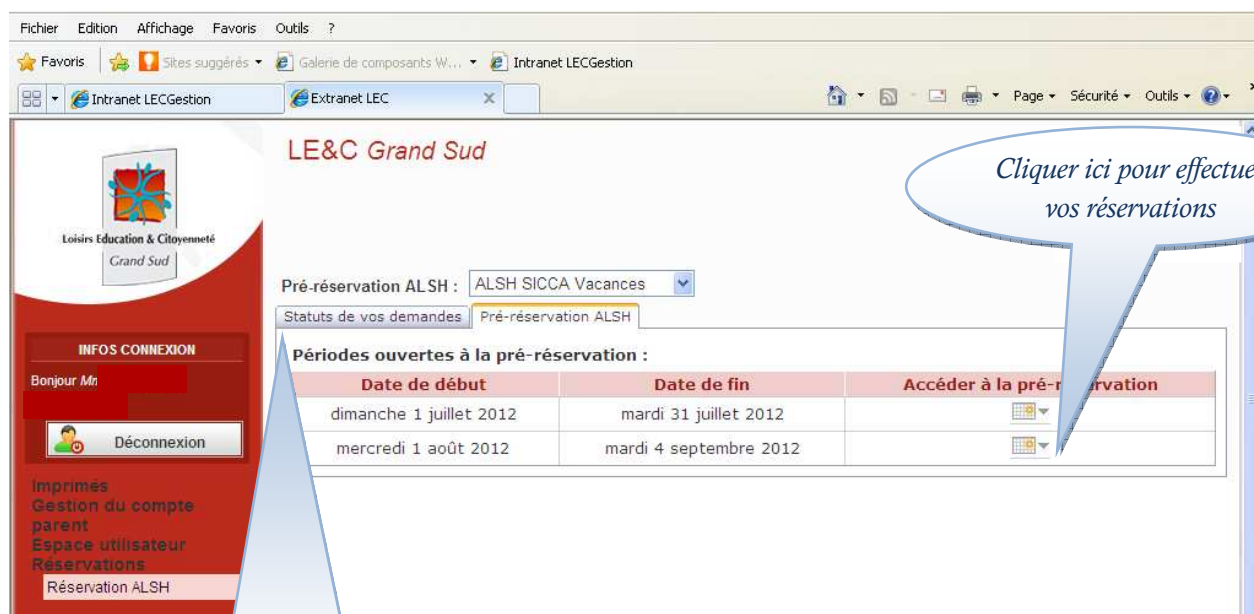 Fichier Edition Affichage Favoris Outils ?
Favoris Sites suggérés Galerie de composants W... Intranet LECGestion
Intranet LECGestion Extranet LEC X Page Sécurité Outils
LE&C Grand Sud
Cliquer ici pour effectue
vos réservations
Loisirs Education & Citoyenneté
Grand Sud
Pré-réservation ALSH : ALSH SICCA Vacances
Statuts de vos demandes Pré-réservation ALSH
INFOS CONNEXION
Périodes ouvertes à la pré-réservation :
Bonjour
Date de début Date de fin Accéder à la
dimanche 1 juillet 2012 mardi 31 juillet 2012
Déconnexion
mercredi 1 août 2012 mardi 4 septembre 2012
Imprimés
Gestion du compte
parent
Espace utilisateur
Réservations
Réservation ALSH